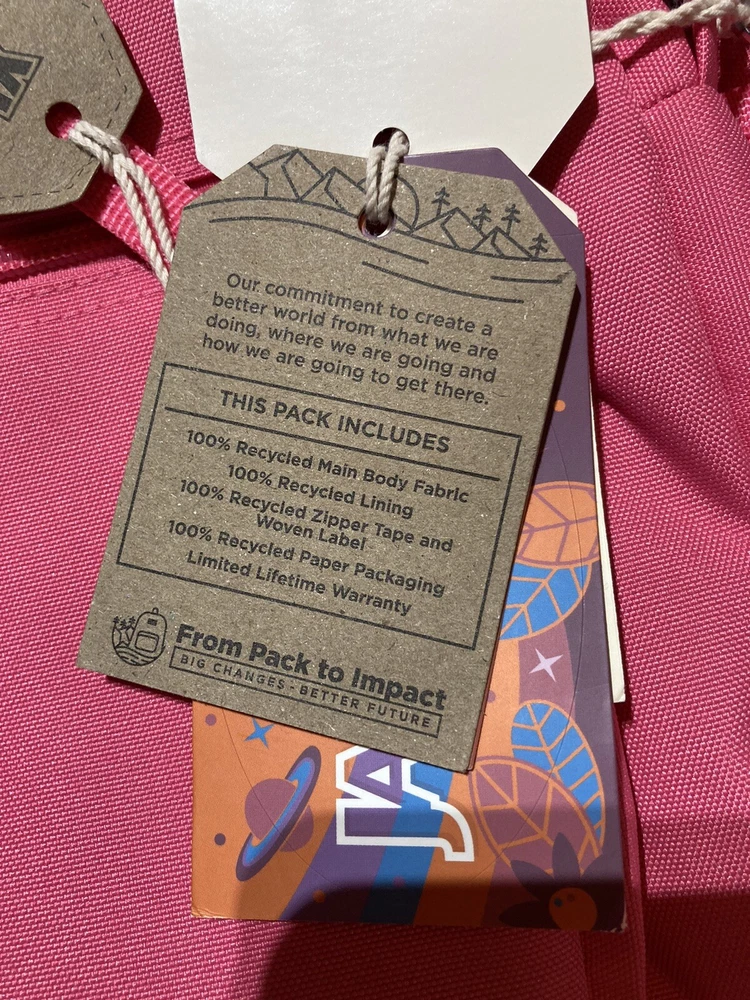 Our commitment to create a
better world from what we are
doing, where we are going and
how we are going to get there.
THIS PACK INCLUDES
100% Recycled Main Body Fabric
100% Recycled Lining
100% Recycled Zipper Tape and
Woven Label
100% Recycled Paper Packaging
Limited Lifetime Warranty
From Pack to Impact
BIG CHANGES - BETTER FUTURE
JA